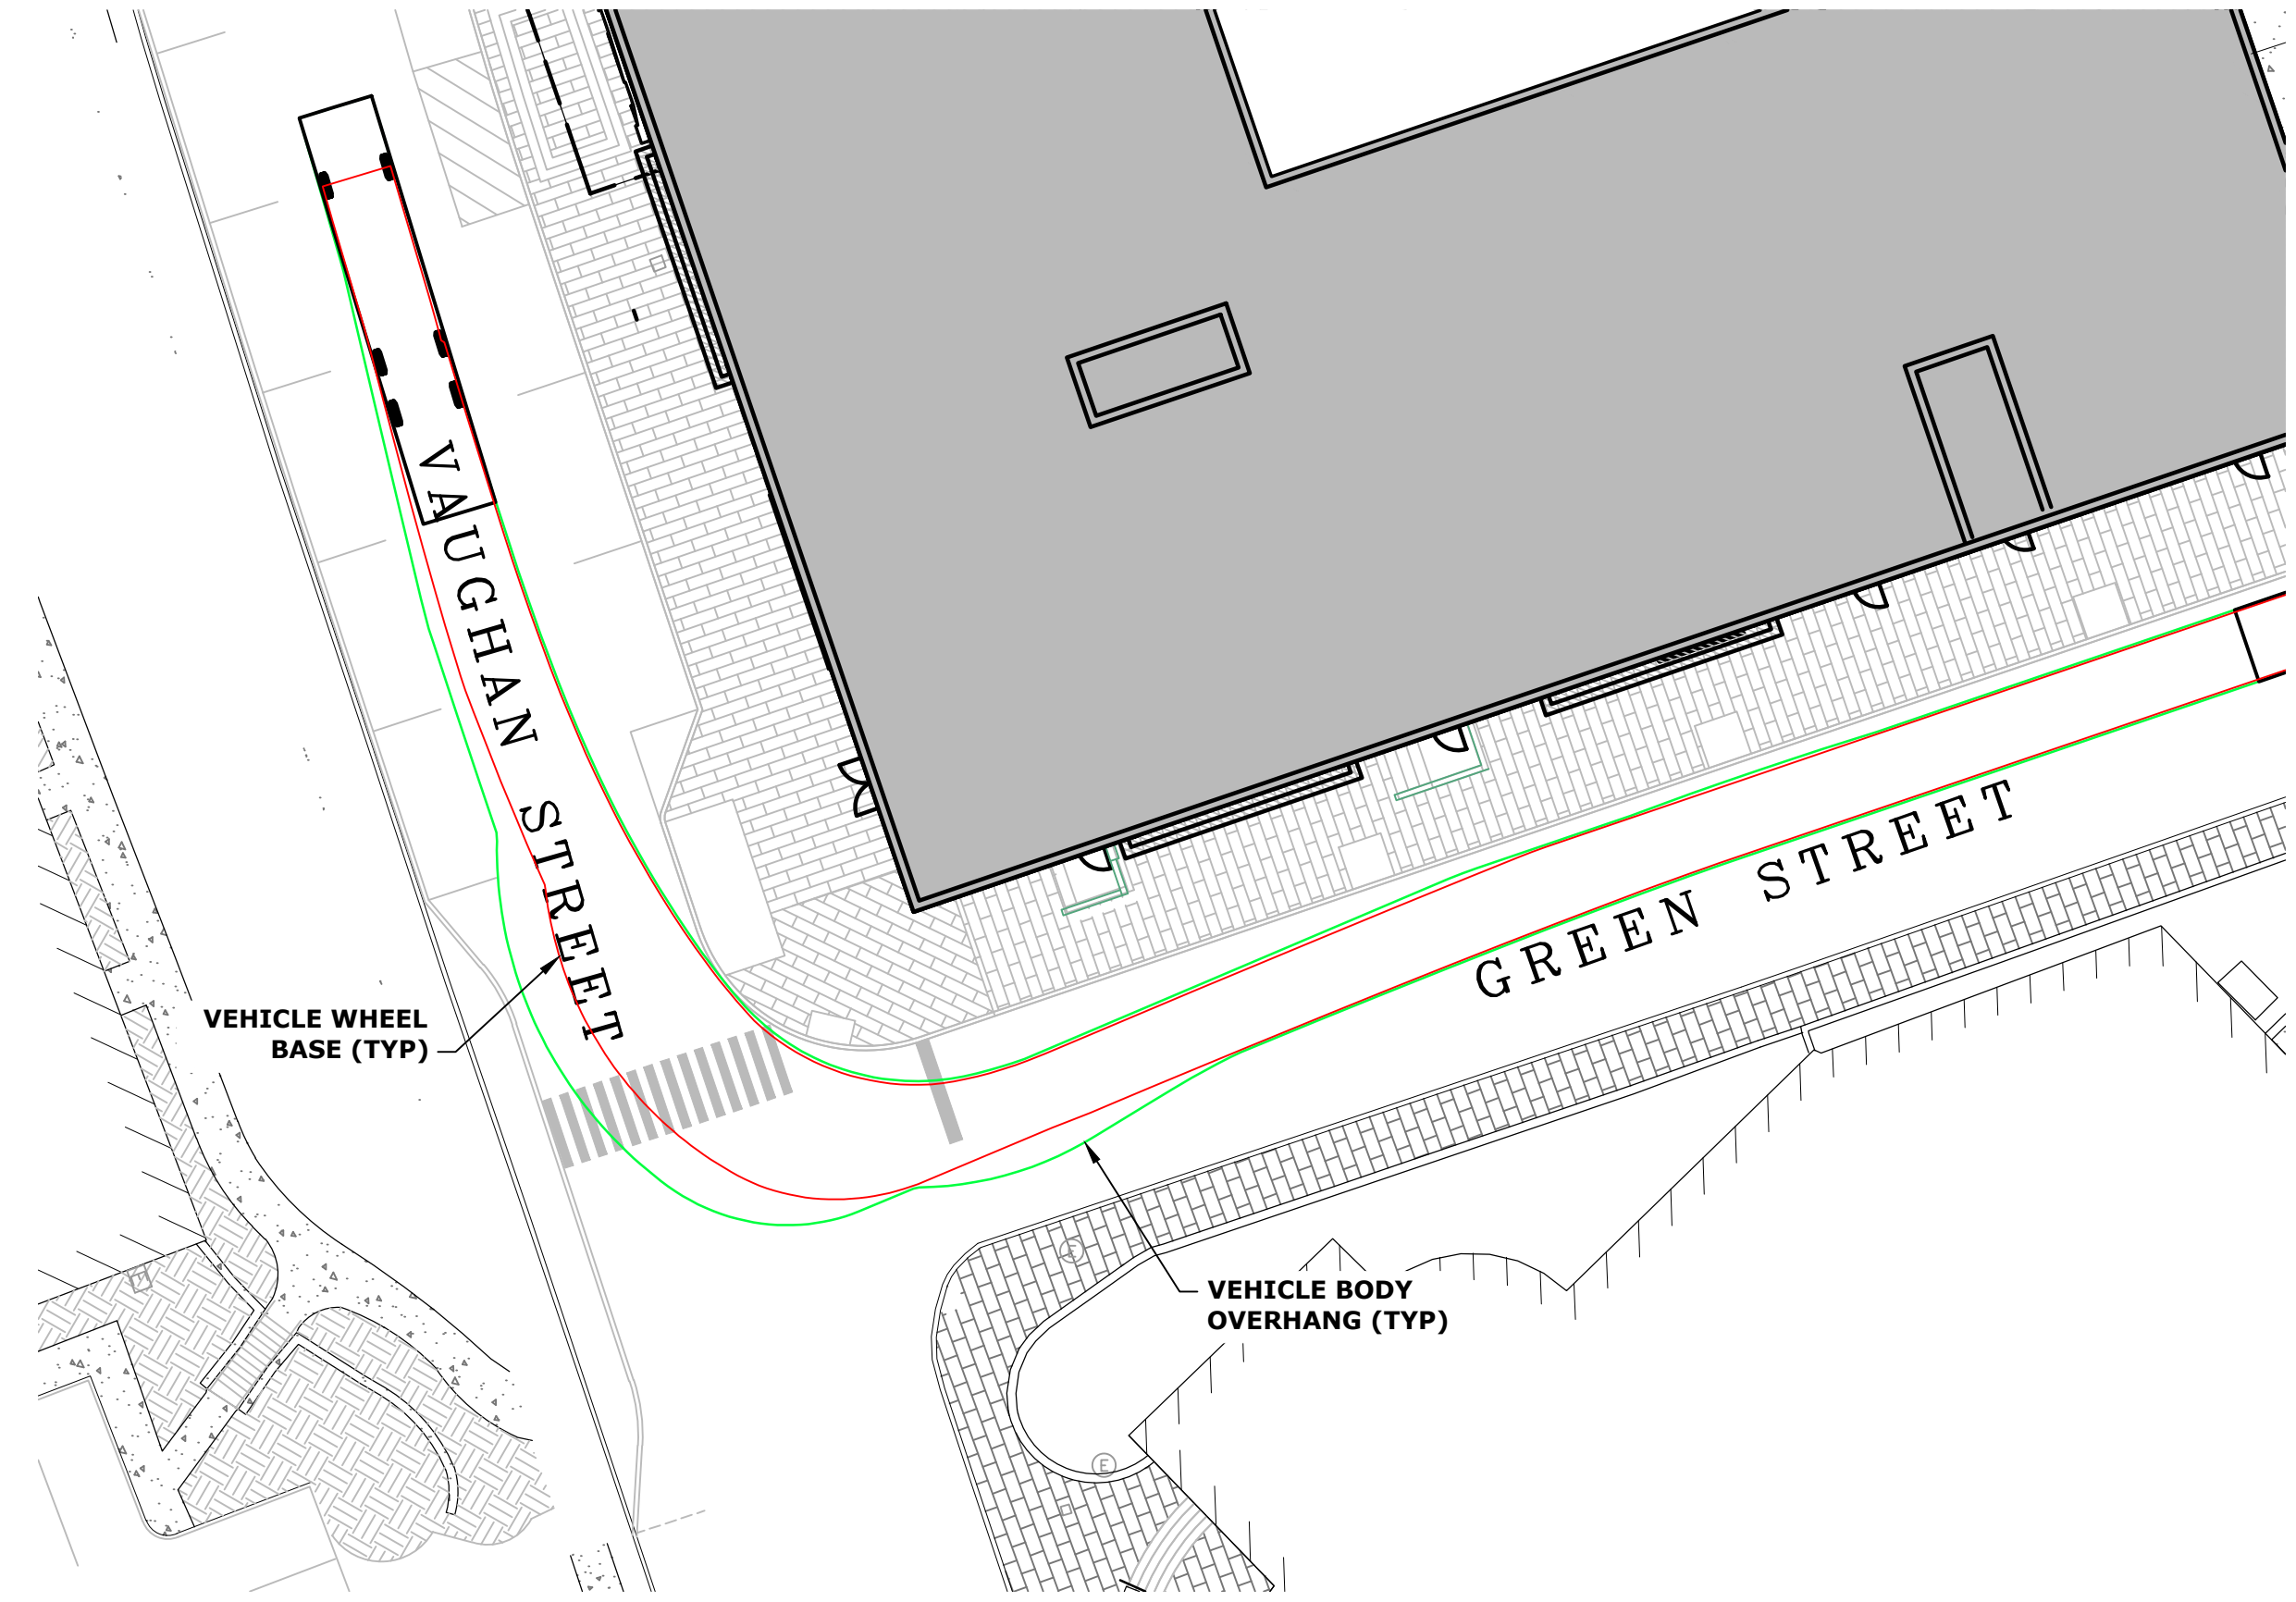 VAUGHAN STREET
GREEN STREET
VEHICLE WHEEL
BASE (TYP)
VEHICLE BODY
OVERHANG (TYP)
E
E